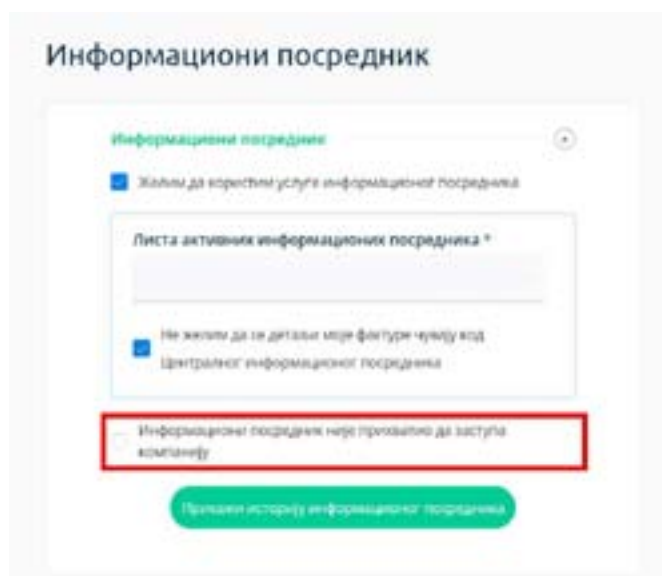 Информациони посредник
Информациони посредник
Желим да користим услуге информационог посредника
Листа активних информационих посредника *
Не желим да се детаљи моје фактуре чувају код
Централног информационог посредника
Информациони посредник није прихватио да заступа
компанију
Прикажи историју информационог посредника